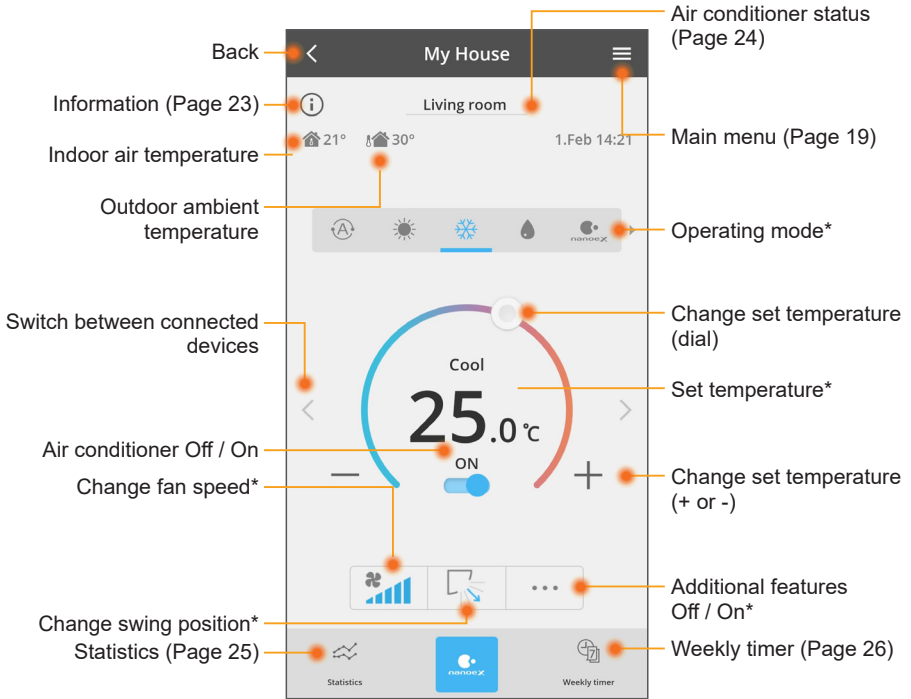 Air conditioner status
(Page 24)
Back
My House
Information (Page 23)
Living room
Main menu (Page 19)
Indoor air temperature
21°
30°
1.Feb 14:21
Outdoor ambient
temperature
A
nanoeX
Operating mode*
Switch between connected
devices
Change set temperature
(dial)
Cool
Set temperature*
25.0 ℃
Air conditioner Off / On
ON
Change fan speed*
Change set temperature
(+ or -)
Additional features
Off / On*
Change swing position*
Statistics (Page 25)
Weekly timer (Page 26)
7
nanoeX
Statistics
Weekly timer